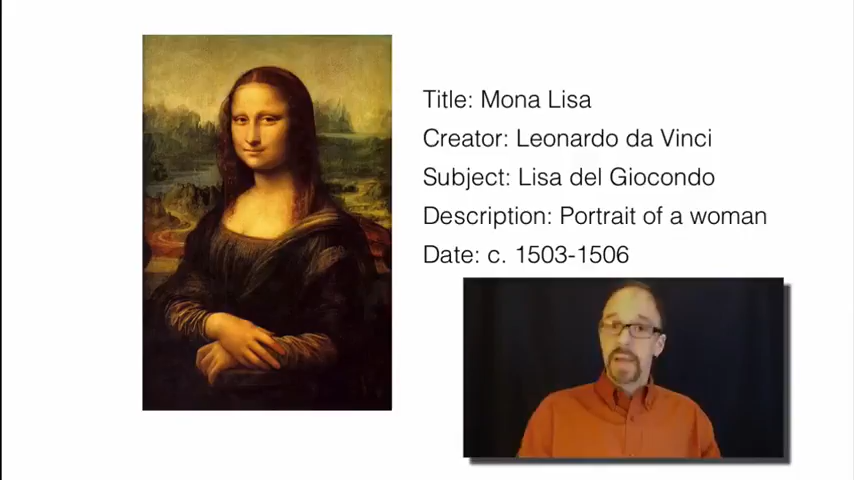 Title: Mona Lisa
Creator: Leonardo da Vinci
Subject: Lisa del Giocondo
Description: Portrait of a woman
Date: c. 1503-1506